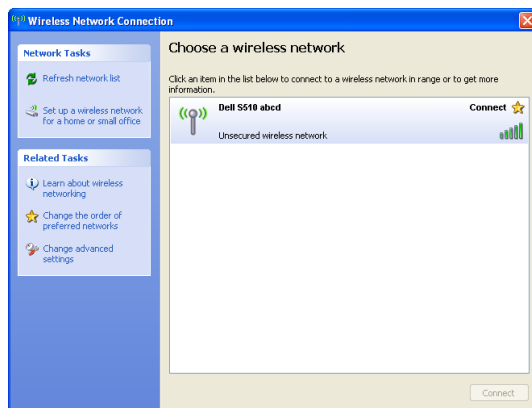 Wireless Network Connection
Network Tasks
Refresh network list
Set up a wireless network
for a home or small office
Related Tasks
Learn about wireless
networking
Change the order of
preferred networks
Change advanced
settings
Choose a wireless network
Click an item in the list below to connect to a wireless network in range or to get more
information.
Dell S510 abcd
Connect
Unsecured wireless network
Connect